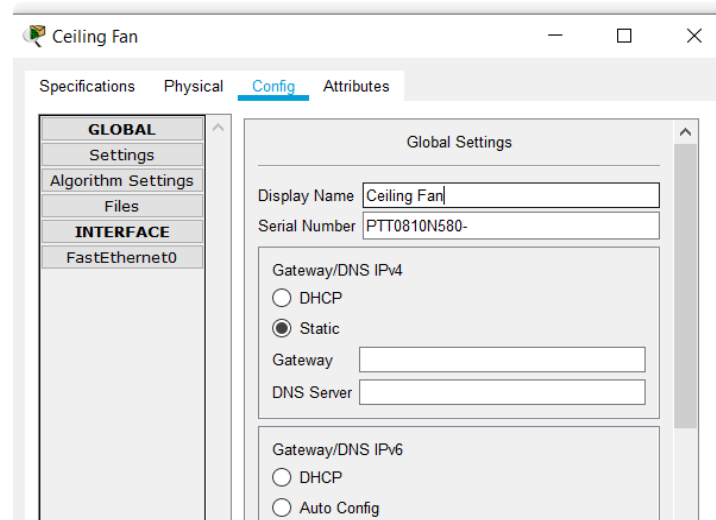 Ceiling Fan
Specifications Physical Config Attributes
GLOBAL
Settings
Algorithm Settings
Files
INTERFACE
FastEthernet0
Global Settings
Display Name Ceiling Fan
Serial Number PTT0810N580-
Gateway/DNS IPv4
DHCP
Static
Gateway
DNS Server
Gateway/DNS IPv6
DHCP
Auto Config